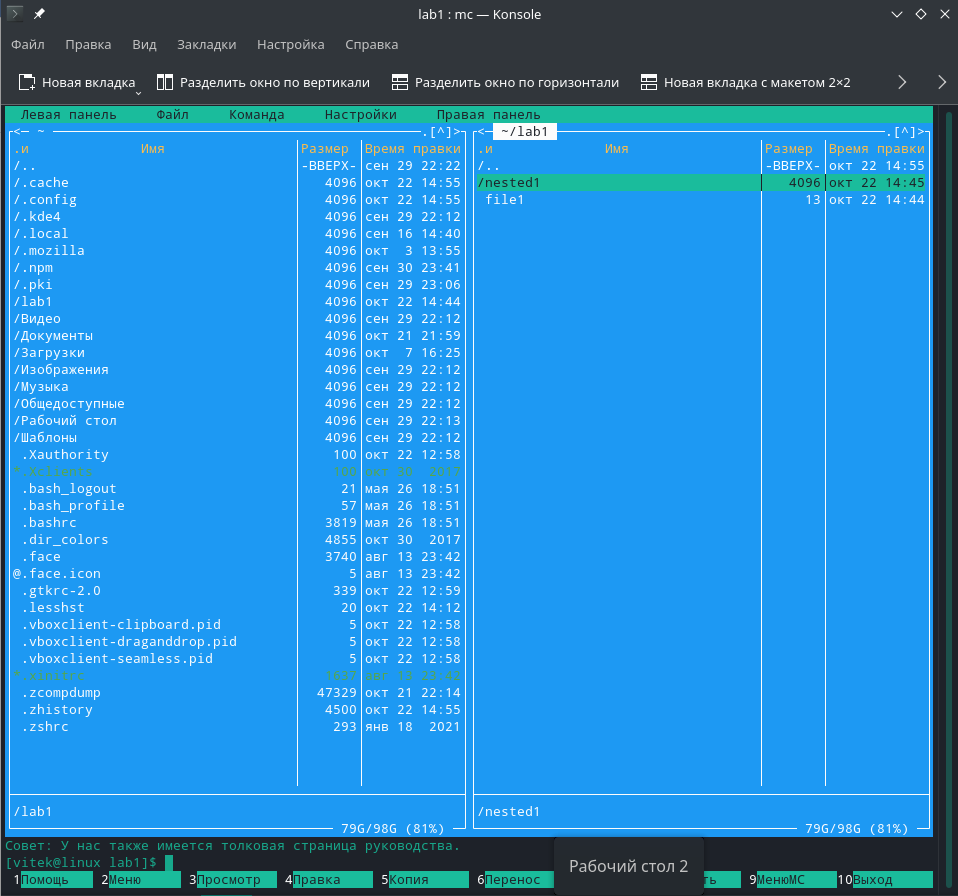 lab1 : mc — Konsole
Файл Правка Вид Закладки Настройка Справка
Новая вкладка Разделить окно по вертикали Разделить окно по горизонтали Новая вкладка с макетом 2×2
Левая панель Файл Команда Настройки Правая панель
<─ ~ .[^]> <─ ~/lab1 .[^]>
.и Имя Размер Время правки .и Имя Размер Время правки
/.. -ВВЕРХ- сен 29 22:22 /.. -ВВЕРХ- окт 22 14:55
/.cache 4096 окт 22 14:55 /nested1 4096 окт 22 14:45
/.config 4096 окт 22 14:55 file1 13 окт 22 14:44
/.kde4 4096 сен 29 22:12
/.local 4096 сен 16 14:40
/.mozilla 4096 окт 3 13:55
/.npm 4096 сен 30 23:41
/.pki 4096 сен 29 23:06
/lab1 4096 окт 22 14:44
/Видео 4096 сен 29 22:12
/Документы 4096 окт 21 21:59
/Загрузки 4096 окт 7 16:25
/Изображения 4096 сен 29 22:12
/Музыка 4096 сен 29 22:12
/Общедоступные 4096 сен 29 22:12
/Рабочий стол 4096 сен 29 22:13
/Шаблоны 4096 сен 29 22:12
.Xauthority 100 окт 22 12:58
.bash_logout 21 мая 26 18:51
.bash_profile 57 мая 26 18:51
.bashrc 3819 мая 26 18:51
.dir_colors 4855 окт 30 2017
.face 3740 авг 13 23:42
@.face.icon 5 авг 13 23:42
.gtkrc-2.0 339 окт 22 12:59
.lesshst 20 окт 22 14:12
.vboxclient-clipboard.pid 5 окт 22 12:58
.vboxclient-draganddrop.pid 5 окт 22 12:58
.vboxclient-seamless.pid 5 окт 22 12:58
.zcompdump 47329 окт 21 22:14
.zhistory 4500 окт 22 14:55
.zshrc 293 янв 18 2021
/lab1 /nested1
79G/98G (81%) 79G/98G (81%)
Совет: У нас также имеется толковая страница руководства.
[vitek@linux lab1]$
Рабочий стол 2
1Помощь 2Меню 3Просмотр 4Правка 5Копия 6Перенос ть 9МенюMC 10Выход